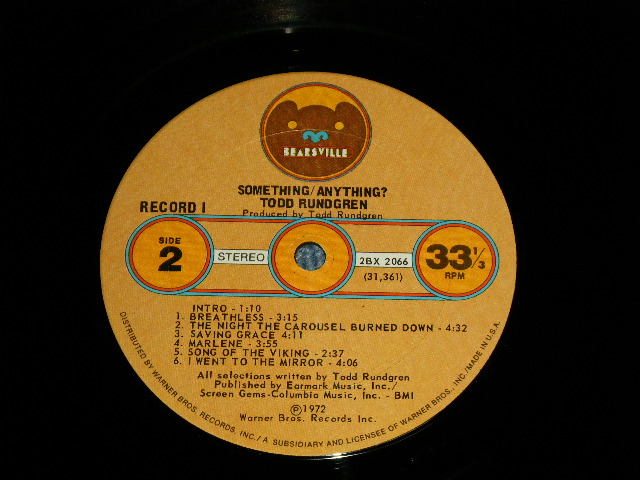 BEARSVILLE
SOMETHING/ANYTHING?
TODD RUNDGREN
Produced by Todd Rundgren
RECORD 1
SIDE
2
STEREO
2BX 2066
(31,361)
33 1/3
RPM
INTRO - 1:10
1. BREATHLESS - 3:15
2. THE NIGHT THE CAROUSEL BURNED DOWN - 4:32
3. SAVING GRACE 4:11
4. MARLENE - 3:55
5. SONG OF THE VIKING - 2:37
6. I WENT TO THE MIRROR - 4:06
All selections written by Todd Rundgren
Published by Earmark Music, Inc./
Screen Gems-Columbia Music, Inc. - BMI
Ⓟ1972
Warner Bros. Records Inc.
DISTRIBUTED BY WARNER BROS. RECORDS, INC./A SUBSIDIARY AND LICENSEE OF WARNER BROS., INC./MADE IN U.S.A.